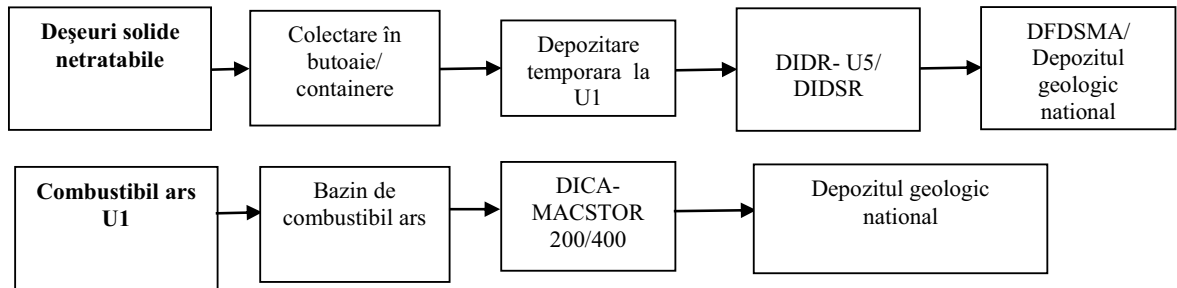 Deșeuri solide
netratabile
Colectare în
butoaie/
containere
Depozitare
temporara la
U1
DIDR- U5/
DIDSR
DFDSMA/
Depozitul
geologic
national
Combustibil ars
U1
Bazin de
combustibil ars
DICA-
MACSTOR
200/400
Depozitul geologic
national